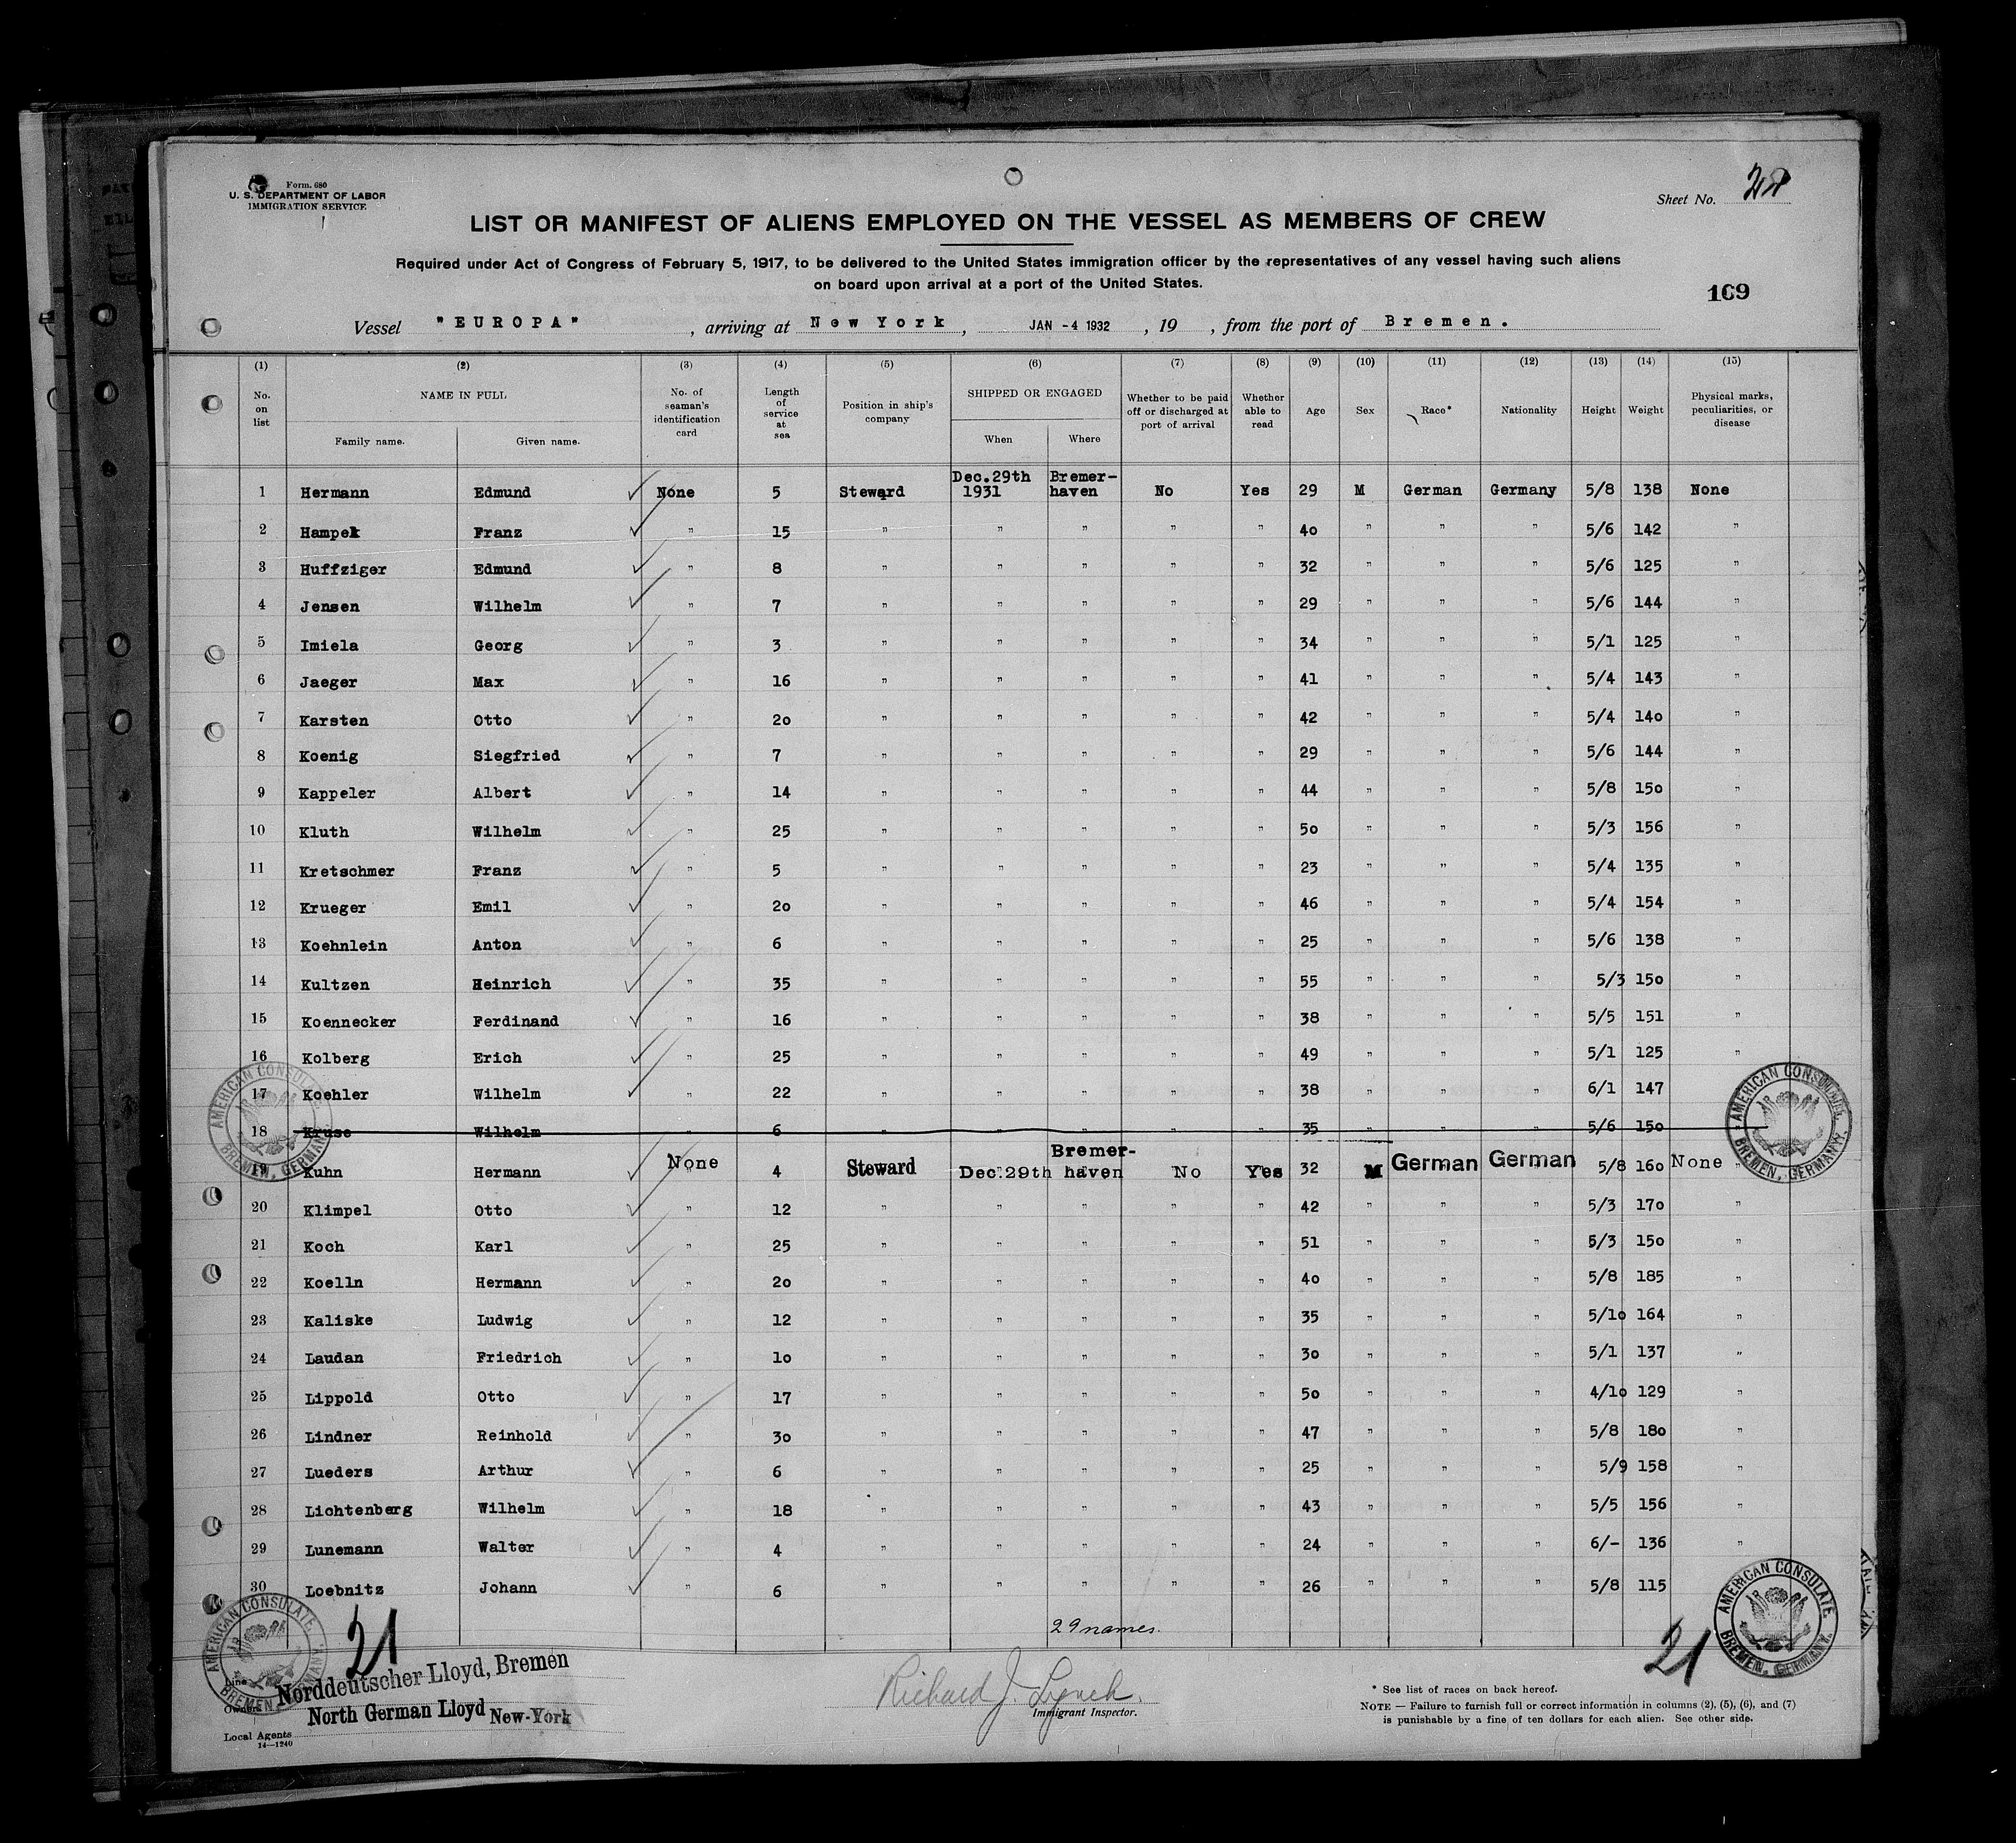 Form. 680
U. S. DEPARTMENT OF LABOR
IMMIGRATION SERVICE
Sheet No.
LIST OR MANIFEST OF ALIENS EMPLOYED ON THE VESSEL AS MEMBERS OF CREW
Required under Act of Congress of February 5, 1917, to be delivered to the United States immigration officer by the representatives of any vessel having such aliens
on board upon arrival at a port of the United States.
169
Vessel "EUROPA", arriving at New York, JAN -4 1932, 19 , from the port of Bremen.
(1) (2) (3) (4) (5) (6) (7) (8) (9) (10) (11) (12) (13) (14) (15)
No. on list NAME IN FULL Family name. Given name. No. of seaman's identification card Length of service at sea Position in ship's company SHIPPED OR ENGAGED When Where Whether to be paid off or discharged at port of arrival Whether able to read Age Sex Race* Nationality Height Weight Physical marks, peculiarities, or disease
1 Hermann Edmund None 5 Steward Dec.29th 1931 Bremer-haven No Yes 29 M German Germany 5/8 138 None
2 Hampel Franz " 15 " " " " " 40 " " " 5/6 142 "
3 Huffziger Edmund " 8 " " " " " 32 " " " 5/6 125 "
4 Jensen Wilhelm " 7 " " " " " 29 " " " 5/6 144 "
5 Imiela Georg " 3 " " " " " 34 " " " 5/1 125 "
6 Jaeger Max " 16 " " " " " 41 " " " 5/4 143 "
7 Karsten Otto " 20 " " " " " 42 " " " 5/4 140 "
8 Koenig Siegfried " 7 " " " " " 29 " " " 5/6 144 "
9 Kappeler Albert " 14 " " " " " 44 " " " 5/8 150 "
10 Kluth Wilhelm " 25 " " " " " 50 " " " 5/3 156 "
11 Kretschmer Franz " 5 " " " " " 23 " " " 5/4 135 "
12 Krueger Emil " 20 " " " " " 46 " " " 5/4 154 "
13 Koehnlein Anton " 6 " " " " " 25 " " " 5/6 138 "
14 Kultzen Heinrich " 35 " " " " " 55 " " " 5/3 150 "
15 Koennecker Ferdinand " 16 " " " " " 38 " " " 5/5 151 "
16 Kolberg Erich " 25 " " " " " 49 " " " 5/1 125 "
17 Koehler Wilhelm " 22 " " " " " 38 " " " 6/1 147 "
18 Kruse Wilhelm " 6 " " " " " 35 " " " 5/6 150
19 Kuhn Hermann None 4 Steward Dec.29th Bremer-haven No Yes 32 M German German 5/8 160 None
20 Klimpel Otto " 12 " " " " " 42 " " " 5/3 170 "
21 Koch Karl " 25 " " " " " 51 " " " 5/3 150 "
22 Koelln Hermann " 20 " " " " " 40 " " " 5/8 185 "
23 Kaliske Ludwig " 12 " " " " " 35 " " " 5/10 164 "
24 Laudan Friedrich " 10 " " " " " 30 " " " 5/1 137 "
25 Lippold Otto " 17 " " " " " 50 " " " 4/10 129 "
26 Lindner Reinhold " 30 " " " " " 47 " " " 5/8 180 "
27 Lueders Arthur " 6 " " " " " 25 " " " 5/9 158 "
28 Lichtenberg Wilhelm " 18 " " " " " 43 " " " 5/5 156 "
29 Lunemann Walter " 4 " " " " " 24 " " " 6/- 136 "
30 Loebnitz Johann " 6 " " " " " 26 " " " 5/8 115
AMERICAN CONSULATE BREMEN, GERMANY.
AMERICAN CONSULATE BREMEN, GERMANY.
AMERICAN CONSULATE BREMEN, GERMANY.
AMERICAN CONSULATE BREMEN, GERMANY.
29 names.
21
21
Line Norddeutscher Lloyd, Bremen
Owners North German Lloyd New-York
Local Agents
14—1240
Richard J. Lynch
Immigrant Inspector.
* See list of races on back hereof.
NOTE — Failure to furnish full or correct information in columns (2), (5), (6), and (7)
is punishable by a fine of ten dollars for each alien. See other side.